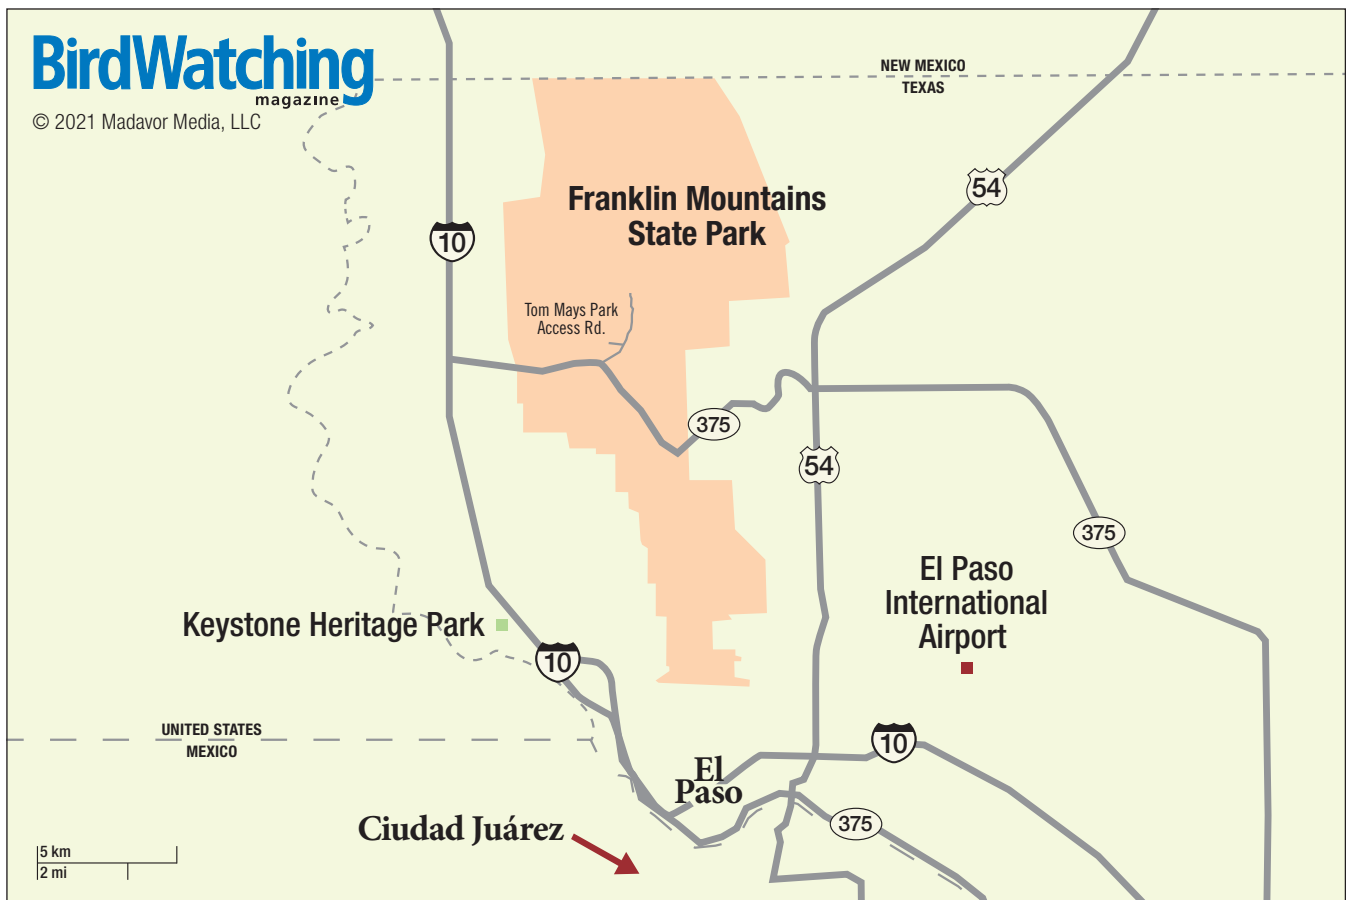 BirdWatching
magazine
© 2021 Madavor Media, LLC
NEW MEXICO
TEXAS
54
Franklin Mountains
State Park
10
Tom Mays Park
Access Rd.
375
54
375
El Paso
International
Airport
Keystone Heritage Park
10
UNITED STATES
MEXICO
10
El
Paso
375
Ciudad Juárez
5 km
2 mi